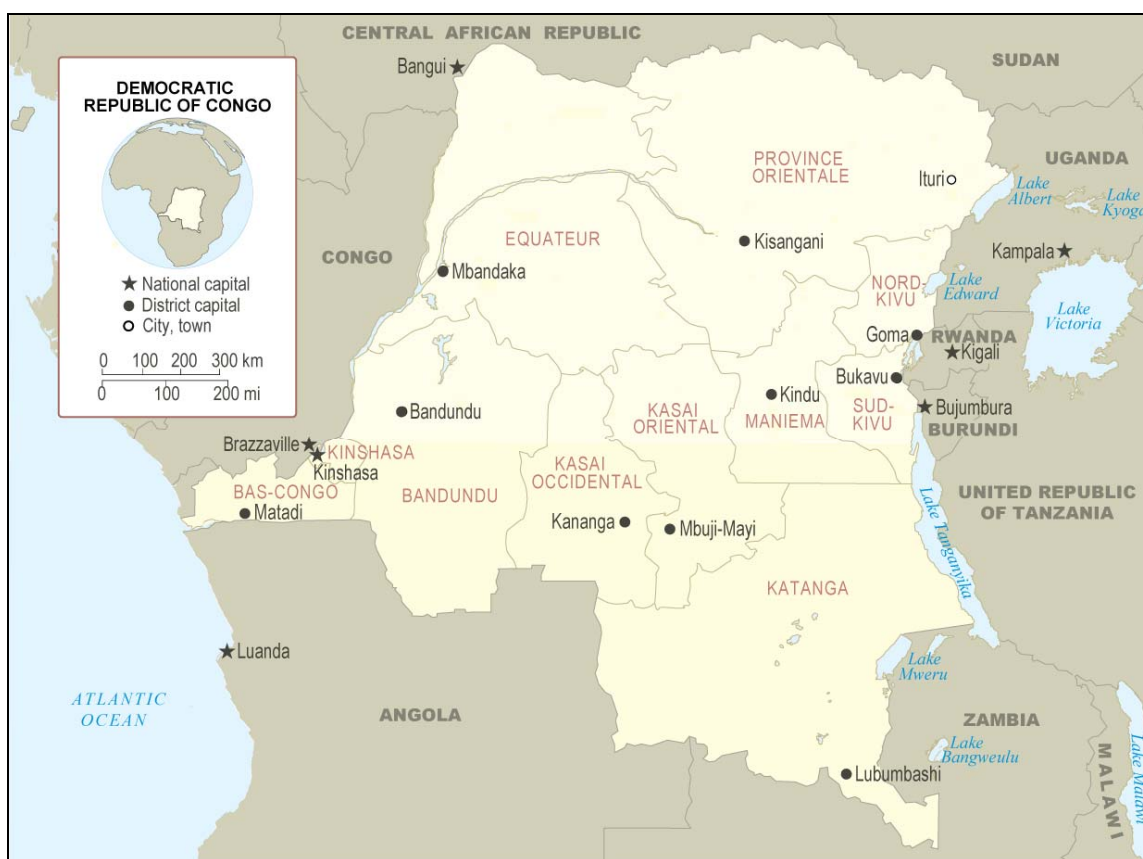 CENTRAL AFRICAN REPUBLIC
Bangui
SUDAN
DEMOCRATIC
REPUBLIC OF CONGO
National capital
District capital
City, town
0 100 200 300 km
0 100 200 mi
PROVINCE
ORIENTALE
Ituri
UGANDA
Lake
Albert
Lake
Kyoga
EQUATEUR
CONGO
Kisangani
Kampala
Mbandaka
NORD-
KIVU
Lake
Edward
Lake
Victoria
Goma
RWANDA
Kigali
Bukavu
Bandundu
KASAI
ORIENTAL
Kindu
MANIEMA
SUD-
KIVU
Bujumbura
BURUNDI
Brazzaville
KINSHASA
Kinshasa
BAS-CONGO
Matadi
BANDUNDU
KASAI
OCCIDENTAL
Kananga
Mbuji-Mayi
Lake Tanganyika
UNITED REPUBLIC
OF TANZANIA
KATANGA
Luanda
Lake
Mweru
ATLANTIC
OCEAN
ANGOLA
ZAMBIA
Lake
Bangweulu
Lubumbashi
MALAWI
Lake Malawi